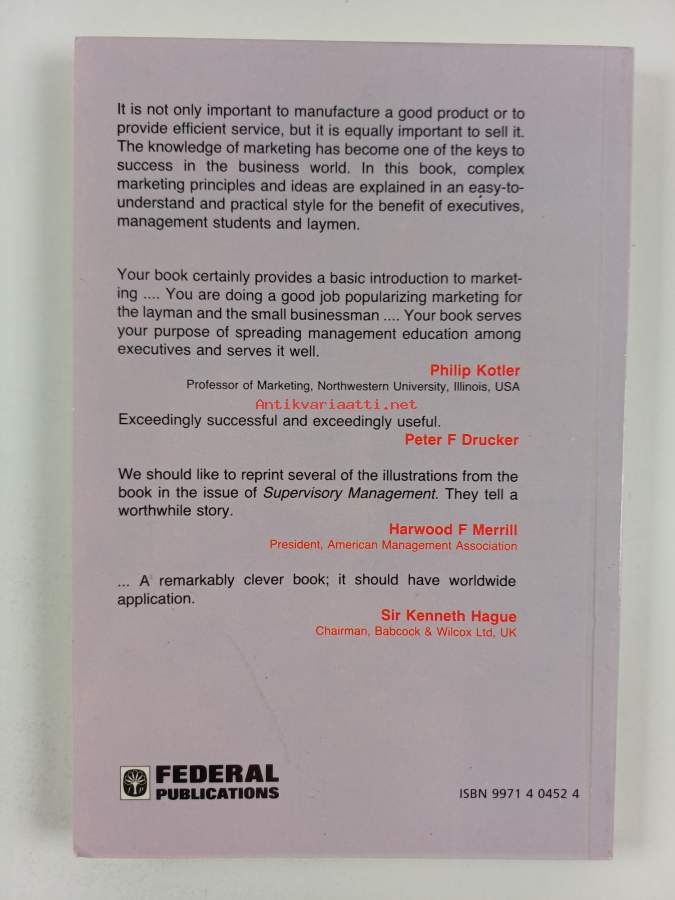 It is not only important to manufacture a good product or to
provide efficient service, but it is equally important to sell it.
The knowledge of marketing has become one of the keys to
success in the business world. In this book, complex
marketing principles and ideas are explained in an easy-to-
understand and practical style for the benefit of executives,
management students and laymen.
Your book certainly provides a basic introduction to market-
ing .... You are doing a good job popularizing marketing for
the layman and the small businessman .... Your book serves
your purpose of spreading management education among
executives and serves it well.
Philip Kotler
Professor of Marketing, Northwestern University, Illinois, USA
Antikvariaatti.net
Exceedingly successful and exceedingly useful.
Peter F Drucker
We should like to reprint several of the illustrations from the
book in the issue of Supervisory Management. They tell a
worthwhile story.
Harwood F Merrill
President, American Management Association
... A remarkably clever book; it should have worldwide
application.
Sir Kenneth Hague
Chairman, Babcock & Wilcox Ltd, UK
FEDERAL
PUBLICATIONS
ISBN 9971 4 0452 4